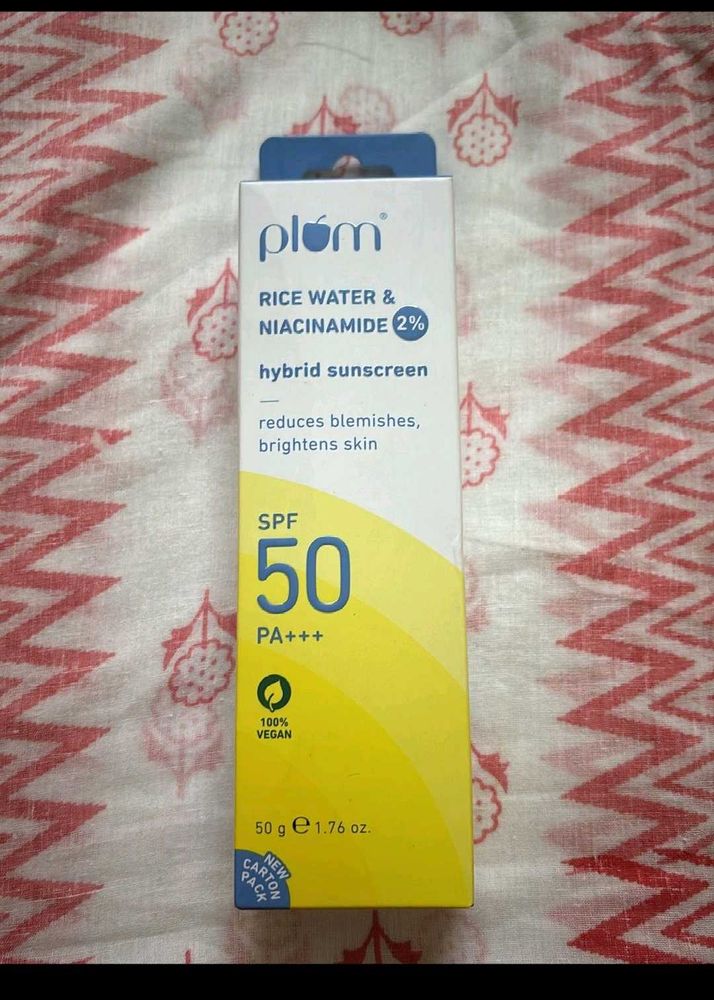 plum®
RICE WATER &
NIACINAMIDE 2%
hybrid sunscreen
reduces blemishes,
brightens skin
SPF
50
PA+++
100%
VEGAN
50 g ℮ 1.76 oz.
NEW
CARTON
PACK